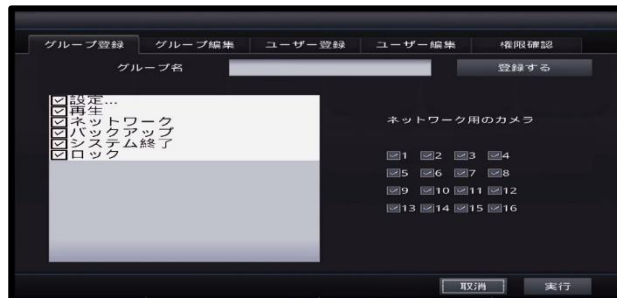 グループ登録 グループ編集 ユーザー登録 ユーザー編集 権限確認
グループ名 登録する
設定...
再生
ネットワーク
バックアップ
システム終了
ロック
ネットワーク用のカメラ
1 2 3 4
5 6 7 8
9 10 11 12
13 14 15 16
取消 実行